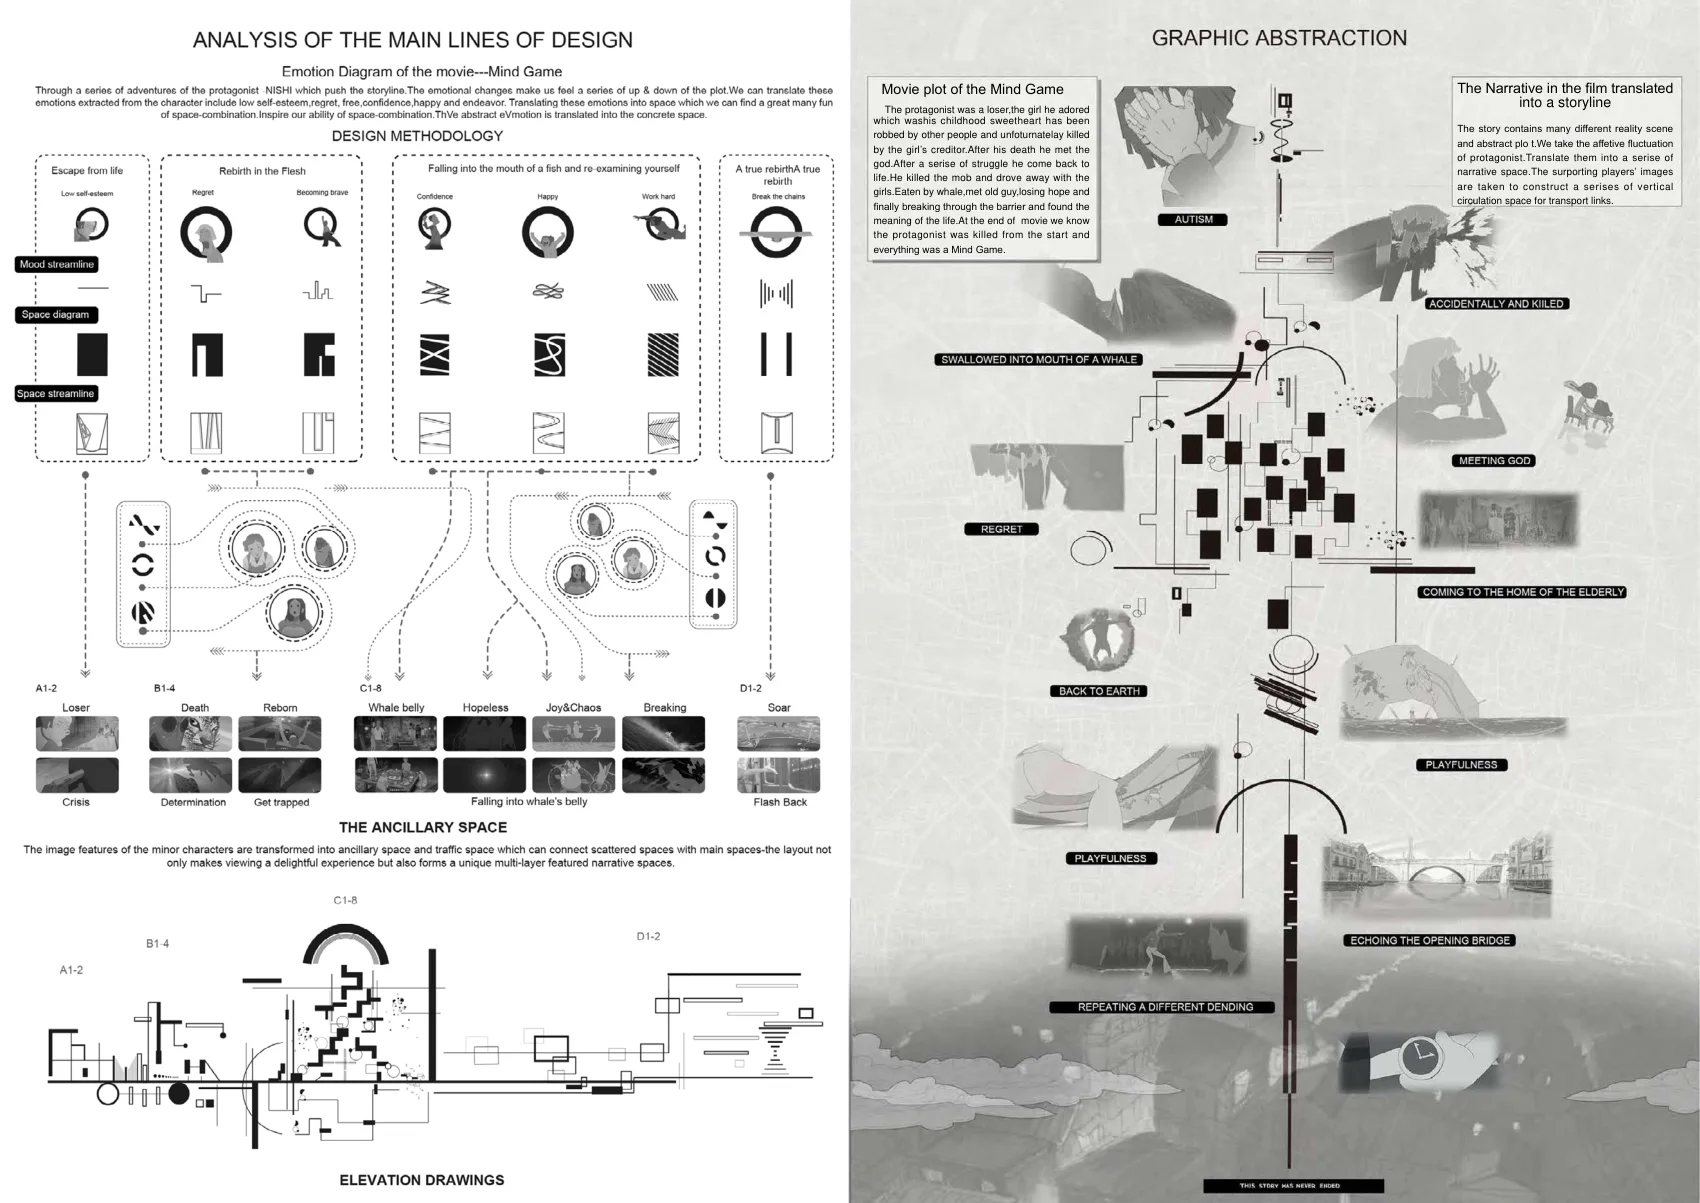 ANALYSIS OF THE MAIN LINES OF DESIGN
Emotion Diagram of the movie---Mind Game
Through a series of adventures of the protagonist -NISHI which push the storyline.The emotional changes make us feel a series of up & down of the plot.We can translate these
emotions extracted from the character include low self-esteem,regret, free,confidence,happy and endeavor. Translating these emotions into space which we can find a great many fun
of space-combination.Inspire our ability of space-combination.ThVe abstract eVmotion is translated into the concrete space.
DESIGN METHODOLOGY
Escape from life
Low self-esteem
Rebirth in the Flesh
Regret
Becoming brave
Falling into the mouth of a fish and re-examining yourself
Confidence
Happy
Work hard
A true rebirthA true
rebirth
Break the chains
Mood streamline
Space diagram
Space streamline
A1-2
B1-4
C1-8
D1-2
Loser
Death
Reborn
Whale belly
Hopeless
Joy&Chaos
Breaking
Soar
Crisis
Determination
Get trapped
Falling into whale's belly
Flash Back
THE ANCILLARY SPACE
The image features of the minor characters are transformed into ancillary space and traffic space which can connect scattered spaces with main spaces-the layout not
only makes viewing a delightful experience but also forms a unique multi-layer featured narrative spaces.
C1-8
B1-4
D1-2
A1-2
ELEVATION DRAWINGS
GRAPHIC ABSTRACTION
Movie plot of the Mind Game
The protagonist was a loser,the girl he adored
which washis childhood sweetheart has been
robbed by other people and unfoturnatelay killed
by the girl's creditor.After his death he met the
god.After a serise of struggle he come back to
life.He killed the mob and drove away with the
girls.Eaten by whale,met old guy,losing hope and
finally breaking through the barrier and found the
meaning of the life.At the end of movie we know
the protagonist was killed from the start and
everything was a Mind Game.
The Narrative in the film translated
into a storyline
The story contains many different reality scene
and abstract plo t.We take the affetive fluctuation
of protagonist.Translate them into a serise of
narrative space.The surporting players' images
are taken to construct a serises of vertical
circulation space for transport links.
AUTISM
ACCIDENTALLY AND KIILED
SWALLOWED INTO MOUTH OF A WHALE
MEETING GOD
REGRET
COMING TO THE HOME OF THE ELDERLY
BACK TO EARTH
PLAYFULNESS
PLAYFULNESS
ECHOING THE OPENING BRIDGE
REPEATING A DIFFERENT DENDING
THIS STORY HAS NEVER ENDED